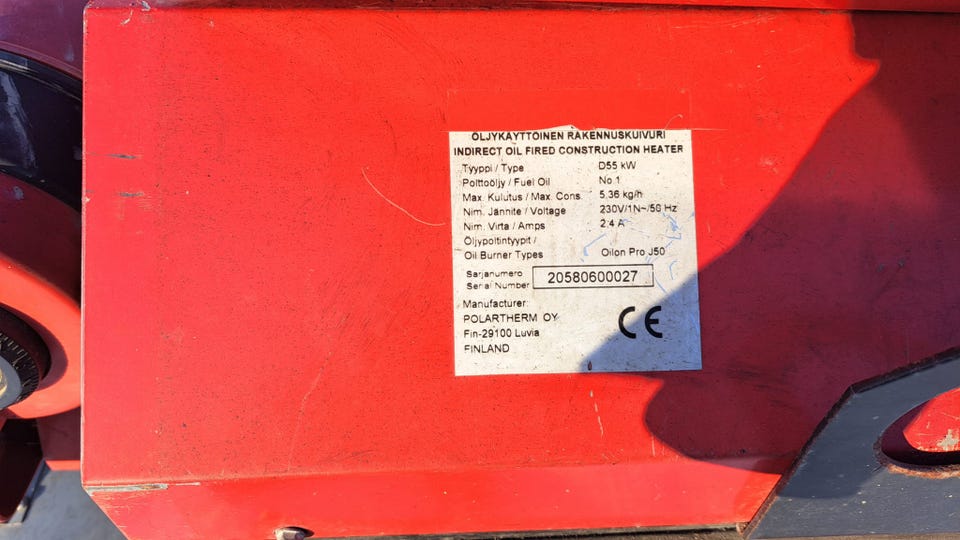 ÖLJYKÄYTTÖINEN RAKENNUSKUIVURI
INDIRECT OIL FIRED CONSTRUCTION HEATER
Tyyppi / Type D55 kW
Polttoöljy / Fuel Oil No 1
Max. Kulutus / Max. Cons. 5,36 kg/h
Nim. Jännite / Voltage 230V/1N~/50 Hz
Nim. Virta / Amps 2.4 A
Öljypoltintyypit /
Oil Burner Types Oilon Pro J50
Sarjanumero
Serial Number 20580600027
Manufacturer:
POLARTHERM OY
Fin-29100 Luvia
FINLAND
CE